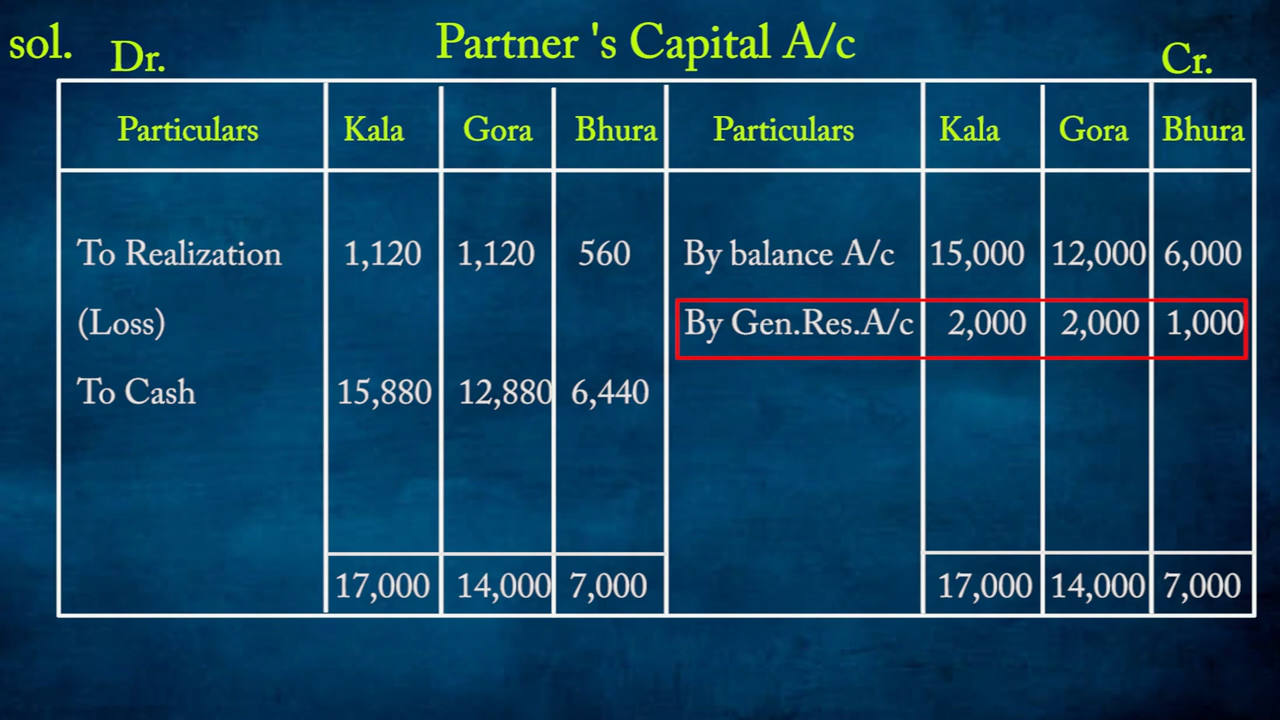 sol. Dr. Partner 's Capital A/c Cr.
Particulars Kala Gora Bhura Particulars Kala Gora Bhura
To Realization 1,120 1,120 560 By balance A/c 15,000 12,000 6,000
(Loss) By Gen.Res.A/c 2,000 2,000 1,000
To Cash 15,880 12,880 6,440
17,000 14,000 7,000 17,000 14,000 7,000